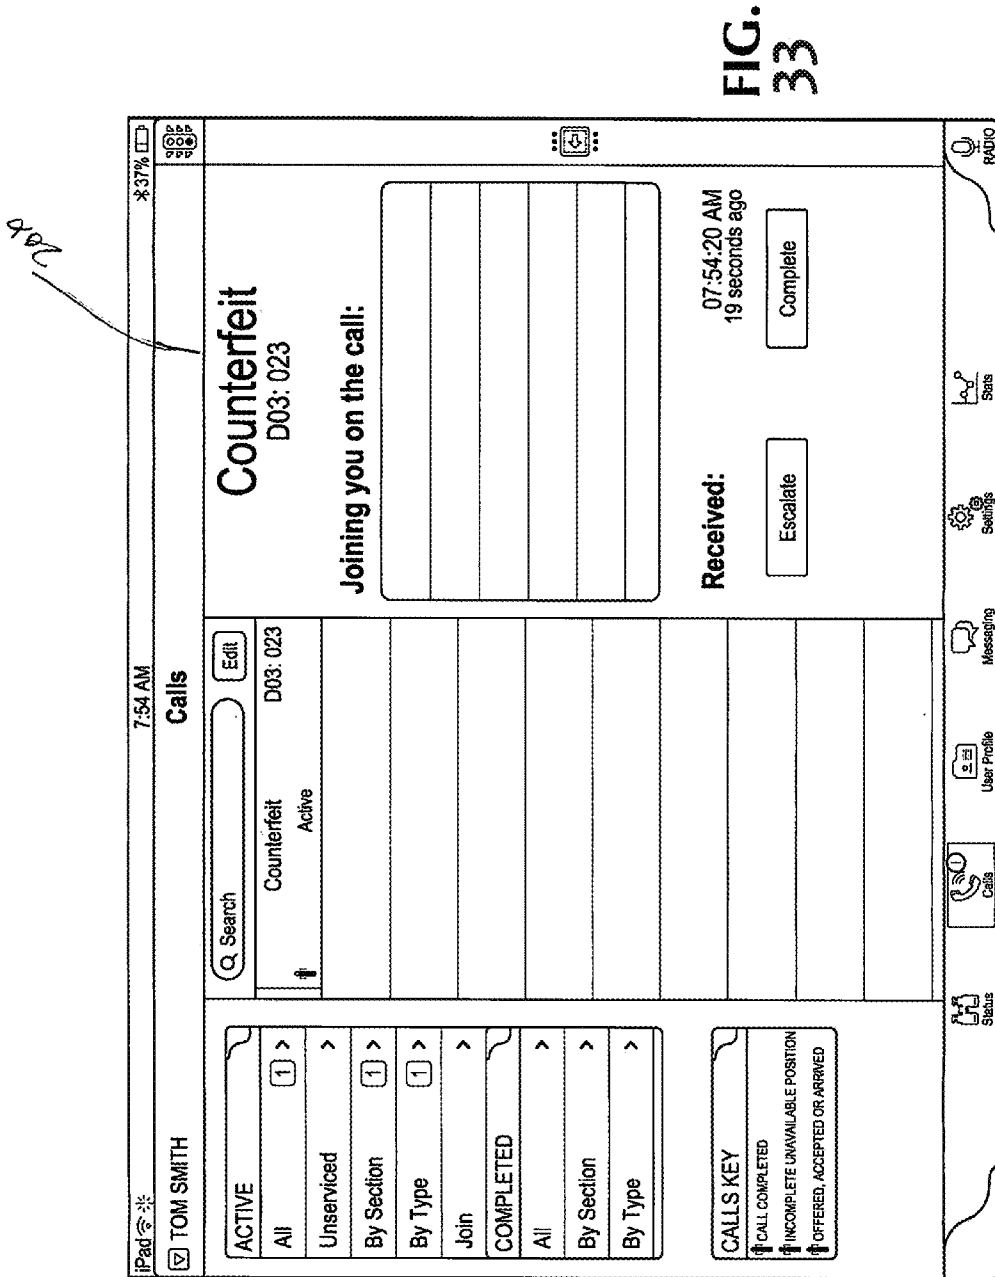 200
iPad 7:54 AM 37%
TOM SMITH Calls
ACTIVE
All 1 >
Unserviced >
By Section 1 >
By Type 1 >
Join >
COMPLETED
All >
By Section >
By Type >
CALLS KEY
CALL COMPLETED
INCOMPLETE UNAVAILABLE POSITION
OFFERED, ACCEPTED OR ARRIVED
Search Edit
Counterfeit D03: 023
Active
Counterfeit
D03: 023
Joining you on the call:
Received: 07:54:20 AM
19 seconds ago
Escalate Complete
Status
Calls
User Profile
Messaging
Settings
Stats
RADIO
FIG.
33